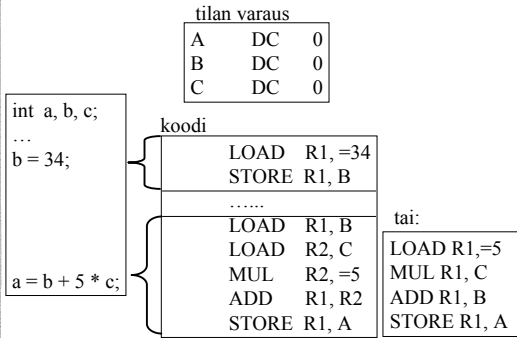 tilan varaus
A DC 0
B DC 0
C DC 0
int a, b, c;
…
b = 34;
a = b + 5 * c;
koodi
LOAD R1, =34
STORE R1, B
…...
LOAD R1, B
LOAD R2, C
MUL R2, =5
ADD R1, R2
STORE R1, A
tai:
LOAD R1,=5
MUL R1, C
ADD R1, B
STORE R1, A